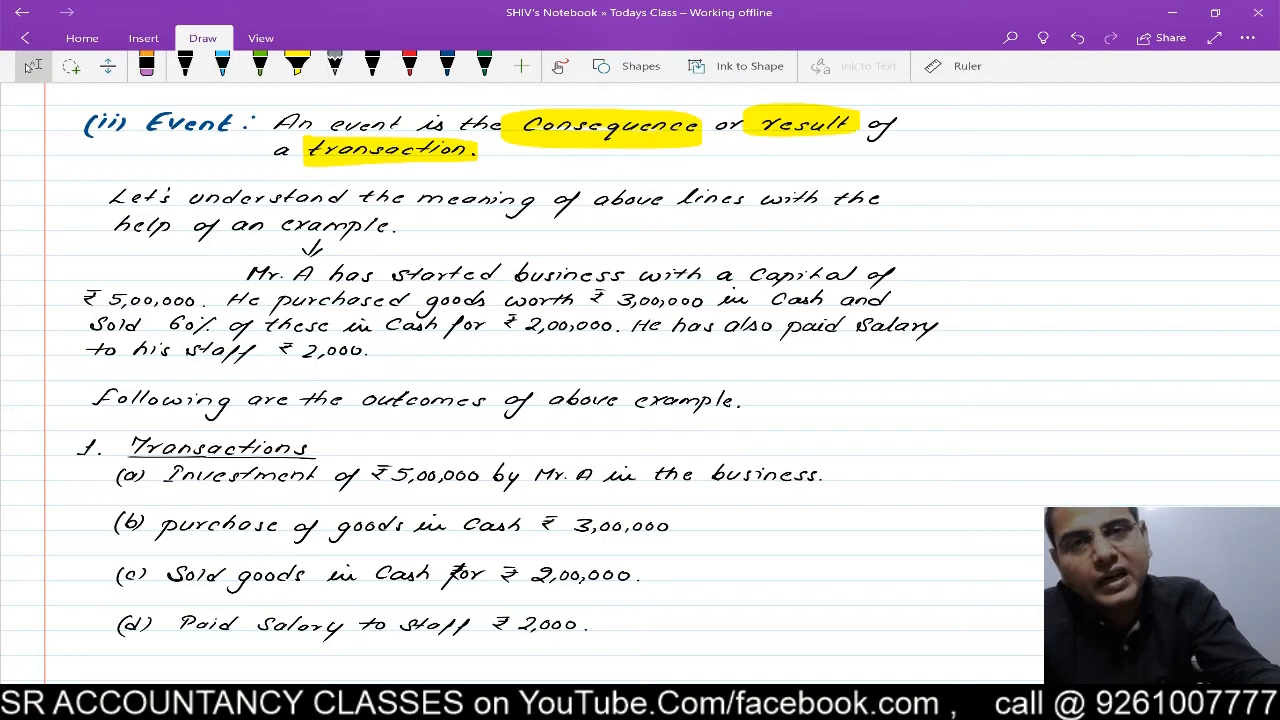 SHIV's Notebook » Todays Class – Working offline
Home Insert Draw View Share
Shapes Ink to Shape Ink to Text Ruler
(ii) Event: An event is the Consequence or result of
a transaction.
Let's understand the meaning of above lines with the
help of an example.
Mr. A has started business with a Capital of
₹ 5,00,000. He purchased goods worth ₹ 3,00,000 in Cash and
Sold 60% of these in Cash for ₹ 2,00,000. He has also paid Salary
to his staff ₹ 2,000.
Following are the outcomes of above example.
1. Transactions
(a) Investment of ₹ 5,00,000 by Mr. A in the business.
(b) purchase of goods in Cash ₹ 3,00,000
(c) Sold goods in Cash for ₹ 2,00,000.
(d) Paid Salary to staff ₹ 2,000.
SR ACCOUNTANCY CLASSES on YouTube.Com/facebook.com , call @ 9261007777